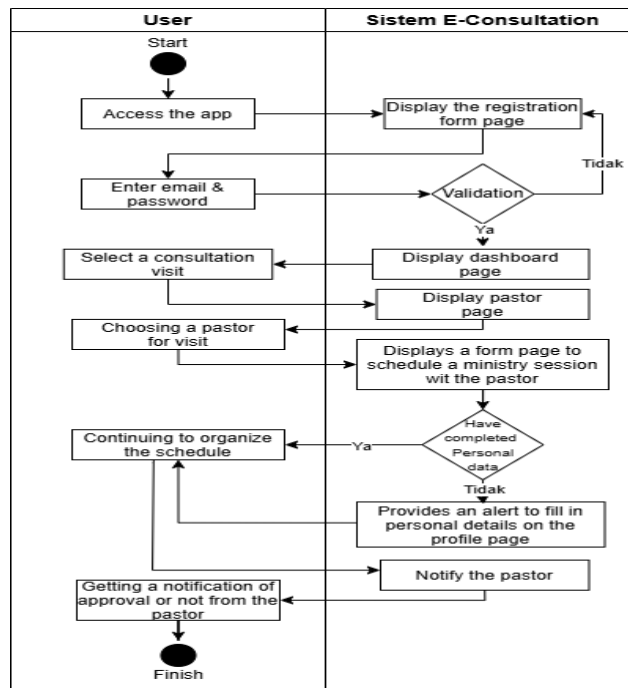 User
Sistem E-Consultation
Start
Access the app
Display the registration
form page
Tidak
Enter email &
password
Validation
Ya
Select a consultation
visit
Display dashboard
page
Display pastor
page
Choosing a pastor
for visit
Displays a form page to
schedule a ministry session
wit the pastor
Have
completed
Personal
data
Ya
Continuing to organize
the schedule
Tidak
Provides an alert to fill in
personal details on the
profile page
Notify the pastor
Getting a notification of
approval or not from the
pastor
Finish